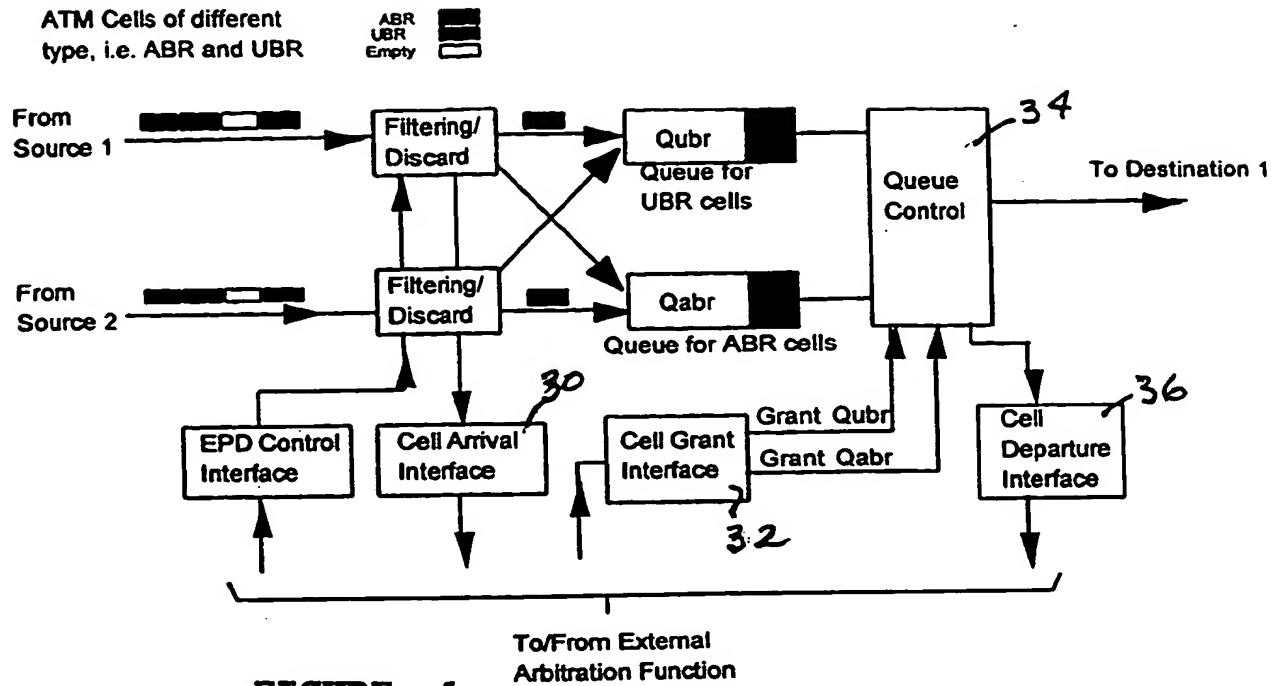 ATM Cells of different
type, i.e. ABR and UBR
ABR
UBR
Empty
From
Source 1
Filtering/
Discard
Qubr
Queue for
UBR cells
Queue
Control
34
To Destination 1
From
Source 2
Filtering/
Discard
Qabr
Queue for ABR cells
EPD Control
Interface
Cell Arrival
Interface
30
Cell Grant
Interface
32
Grant Qubr
Grant Qabr
Cell
Departure
Interface
36
To/From External
Arbitration Function